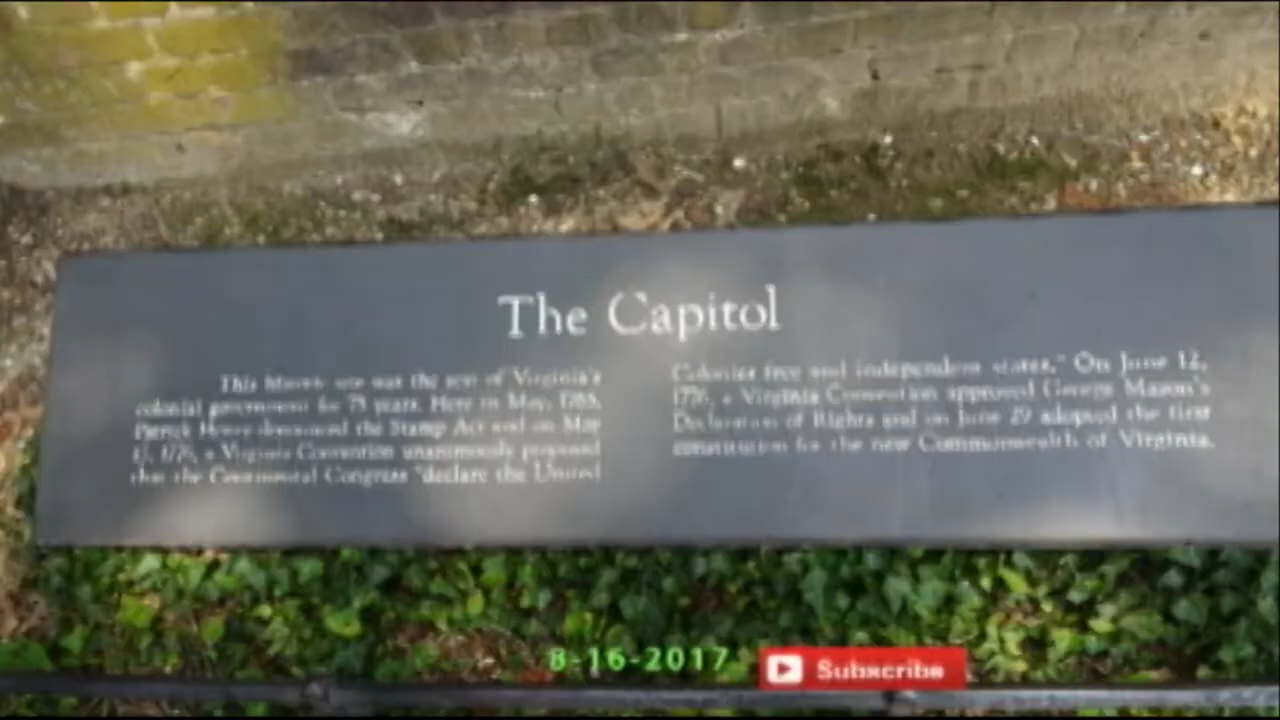 The Capitol
This historic site was the seat of Virginia's
colonial government for 75 years. Here in May, 1765,
Patrick Henry denounced the Stamp Act and on May
1776, a Virginia Convention unanimously proposed
that the Continental Congress "declare the United
Colonies free and independent states." On June 12,
1776, a Virginia Convention approved George Mason's
Declaration of Rights and on June 29 adopted the first
constitution for the new Commonwealth of Virginia.
8-16-2017
Subscribe